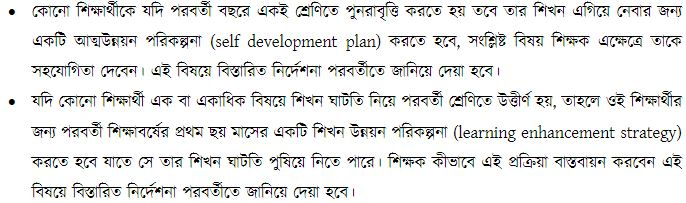 • কোনো শিক্ষার্থীকে যদি পরবর্তী বছরে একই শ্রেণিতে পুনরাবৃত্তি করতে হয় তবে তার শিখন এগিয়ে নেবার জন্য
একটি আত্মউন্নয়ন পরিকল্পনা (self development plan) করতে হবে, সংশ্লিষ্ট বিষয় শিক্ষক এক্ষেত্রে তাকে
সহযোগিতা দেবেন। এই বিষয়ে বিস্তারিত নির্দেশনা পরবর্তীতে জানিয়ে দেয়া হবে।
• যদি কোনো শিক্ষার্থী এক বা একাধিক বিষয়ে শিখন ঘাটতি নিয়ে পরবর্তী শ্রেণিতে উত্তীর্ণ হয়, তাহলে ওই শিক্ষার্থীর
জন্য পরবর্তী শিক্ষাবর্ষের প্রথম ছয় মাসের একটি শিখন উন্নয়ন পরিকল্পনা (learning enhancement strategy)
করতে হবে যাতে সে তার শিখন ঘাটতি পুষিয়ে নিতে পারে। শিক্ষক কীভাবে এই প্রক্রিয়া বাস্তবায়ন করবেন এই
বিষয়ে বিস্তারিত নির্দেশনা পরবর্তীতে জানিয়ে দেয়া হবে।